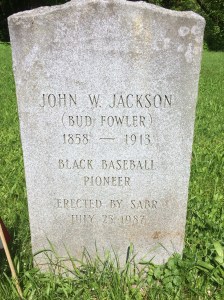 JOHN W. JACKSON
(BUD FOWLER)
1858 — 1913
BLACK BASEBALL
PIONEER
ERECTED BY SABR
JULY 25 1987